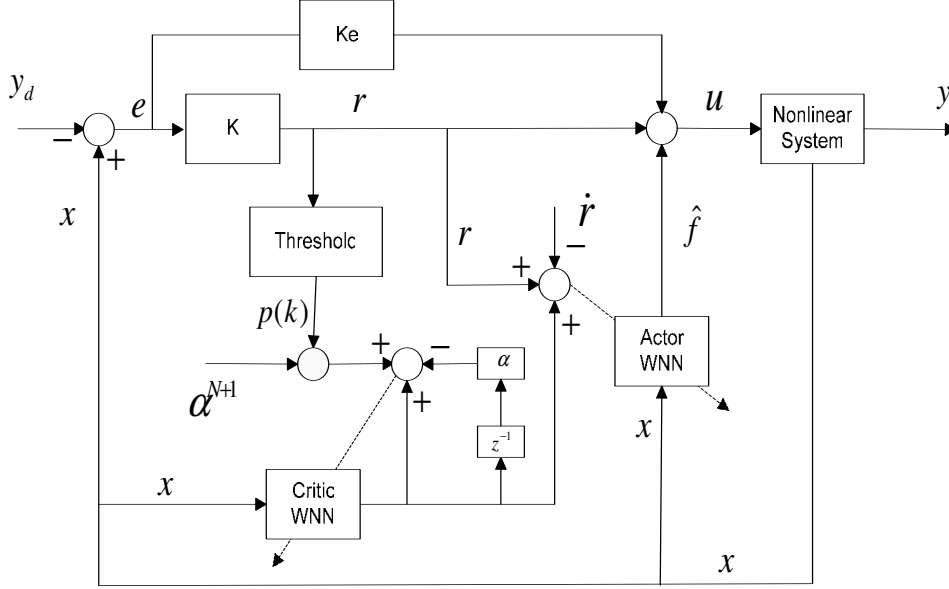 Ke
y_d
e
K
r
u
Nonlinear
System
y
−
+
x
Thresholc
r
ṙ
−
+
+
f̂
p(k)
Actor
WNN
+
−
α
α^{N+1}
+
z^{-1}
x
x
Critic
WNN
x